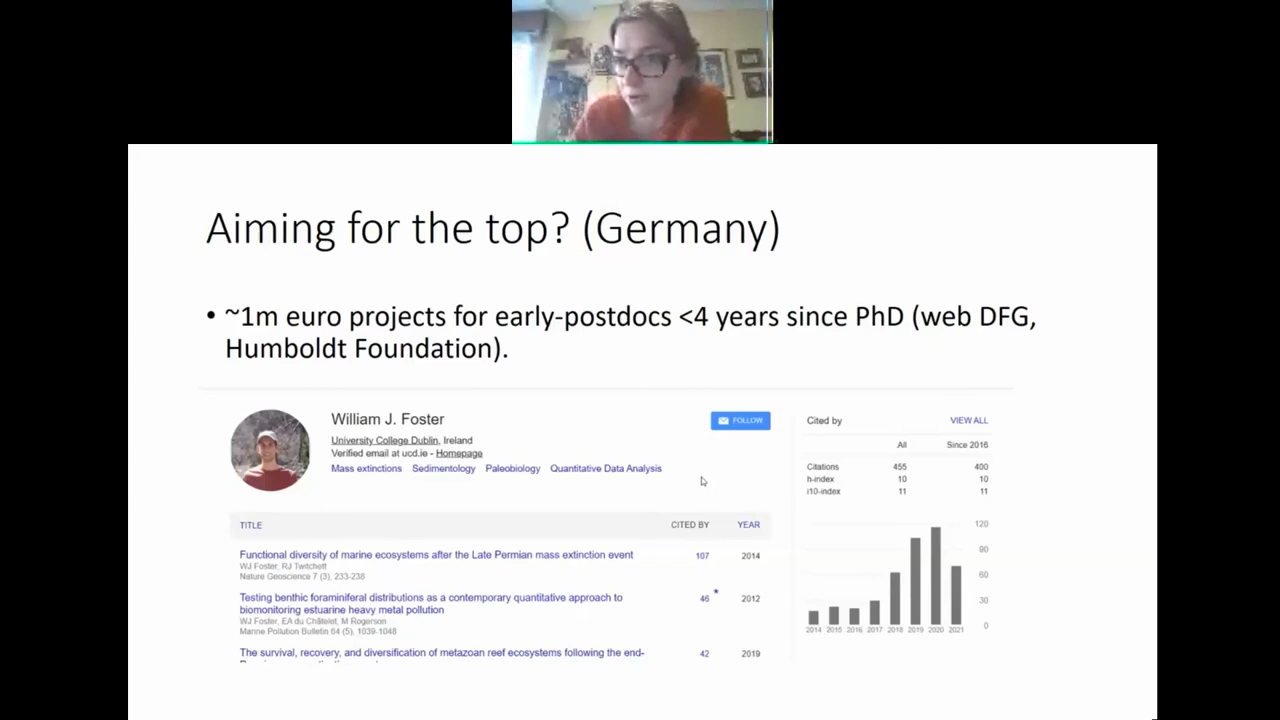 Aiming for the top? (Germany)
• ~1m euro projects for early-postdocs <4 years since PhD (web DFG,
Humboldt Foundation).
William J. Foster
FOLLOW
University College Dublin, Ireland
Verified email at ucd.ie - Homepage
Mass extinctions Sedimentology Paleobiology Quantitative Data Analysis
TITLE CITED BY YEAR
Functional diversity of marine ecosystems after the Late Permian mass extinction event 107 2014
WJ Foster, RJ Twitchett
Nature Geoscience 7 (3), 233-238
Testing benthic foraminiferal distributions as a contemporary quantitative approach to 46 * 2012
biomonitoring estuarine heavy metal pollution
WJ Foster, EA du Châtelet, M Rogerson
Marine Pollution Bulletin 64 (5), 1039-1048
The survival, recovery, and diversification of metazoan reef ecosystems following the end- 42 2019
Cited by VIEW ALL
All Since 2016
Citations 455 400
h-index 10 10
i10-index 11 11
120
90
60
30
0
2014 2015 2016 2017 2018 2019 2020 2021